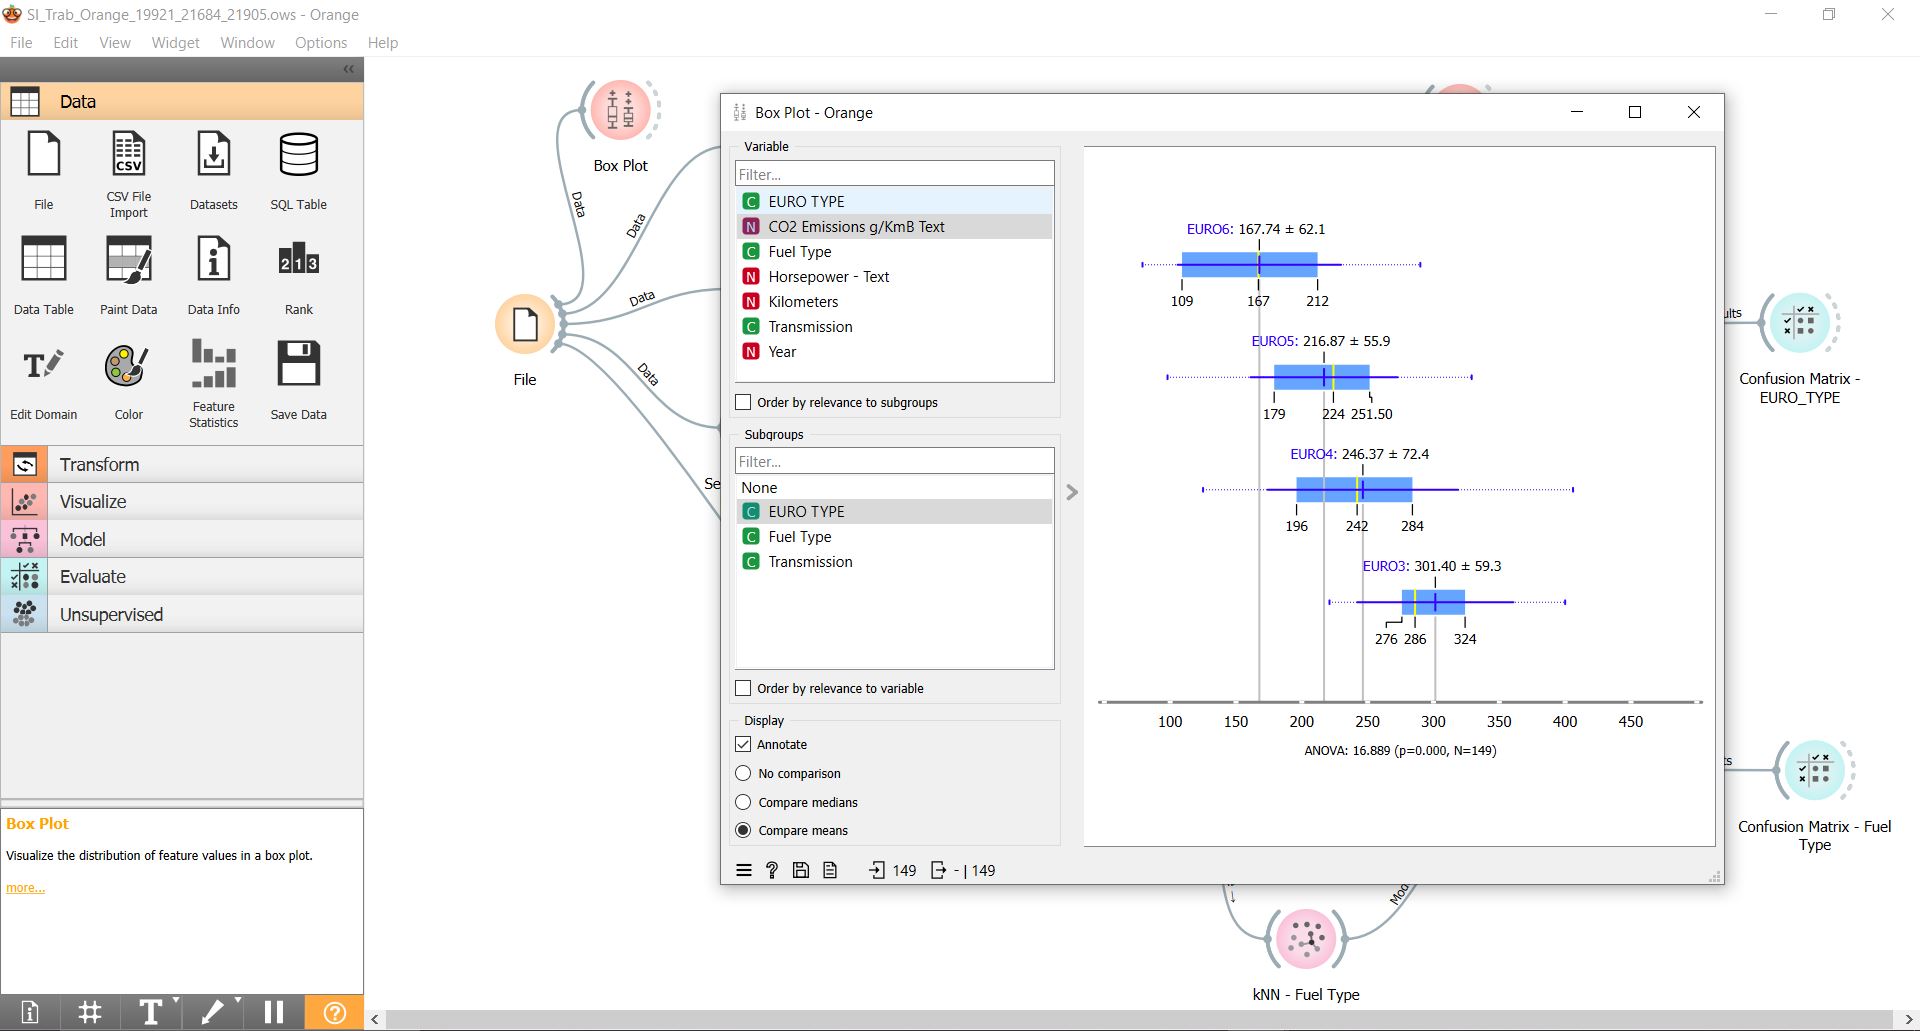 SI_Trab_Orange_19921_21684_21905.ows - Orange
File Edit View Widget Window Options Help
Data
File
CSV File Import
Datasets
SQL Table
Data Table
Paint Data
Data Info
Rank
Edit Domain
Color
Feature Statistics
Save Data
Transform
Visualize
Model
Evaluate
Unsupervised
Box Plot
Visualize the distribution of feature values in a box plot.
more...
Box Plot
Data
Data
Data
Data
File
Se
Box Plot - Orange
Variable
Filter...
C EURO TYPE
N CO2 Emissions g/KmB Text
C Fuel Type
N Horsepower - Text
N Kilometers
C Transmission
N Year
Order by relevance to subgroups
Subgroups
Filter...
None
C EURO TYPE
C Fuel Type
C Transmission
Order by relevance to variable
Display
Annotate
No comparison
Compare medians
Compare means
149 - | 149
EURO6: 167.74 ± 62.1
109 167 212
EURO5: 216.87 ± 55.9
179 224 251.50
EURO4: 246.37 ± 72.4
196 242 284
EURO3: 301.40 ± 59.3
276 286 324
100 150 200 250 300 350 400 450
ANOVA: 16.889 (p=0.000, N=149)
ults
Confusion Matrix -
EURO_TYPE
ts
Confusion Matrix - Fuel
Type
Mod
kNN - Fuel Type